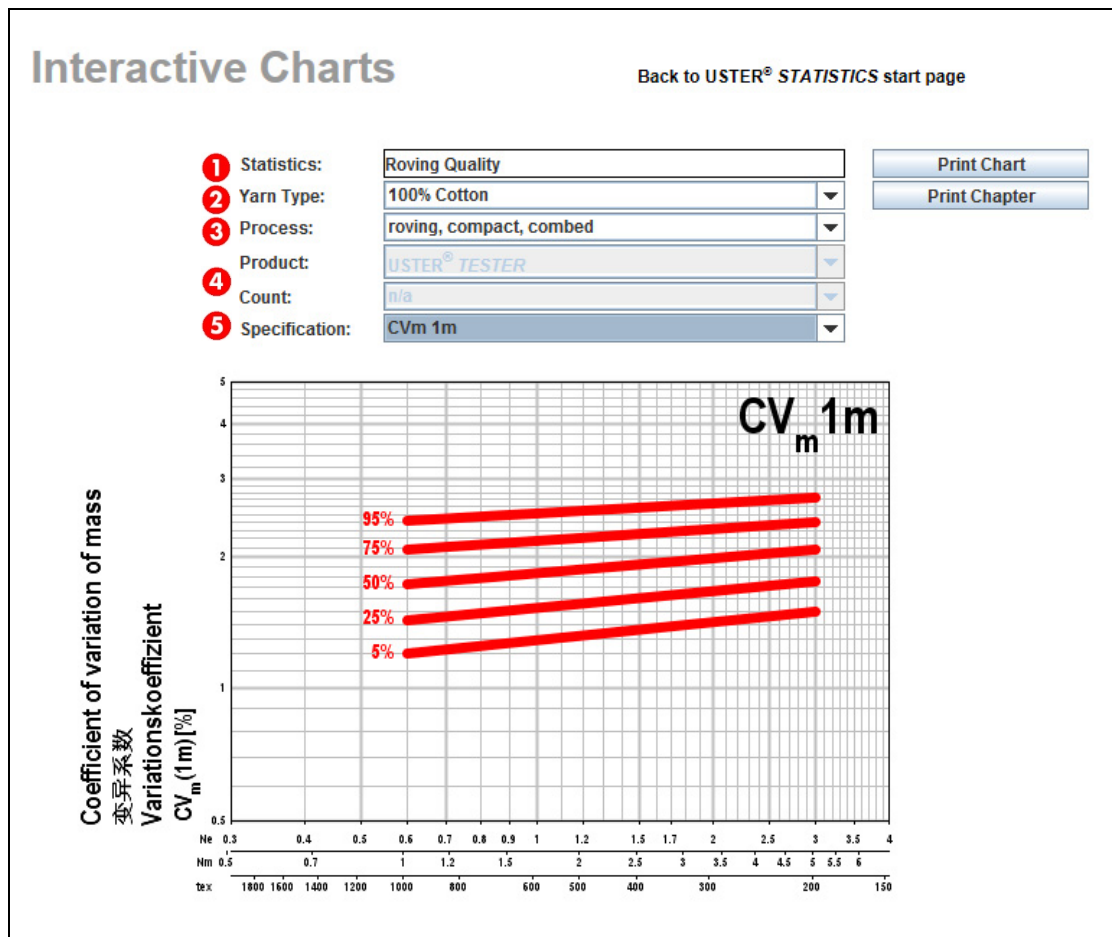 Interactive Charts
Back to USTER® STATISTICS start page
1 Statistics: Roving Quality Print Chart
2 Yarn Type: 100% Cotton Print Chapter
3 Process: roving, compact, combed
Product: USTER® TESTER
4
Count: n/a
5 Specification: CVm 1m
CVm1m
5
4
3
2
1
0.5
95%
75%
50%
25%
5%
Coefficient of variation of mass
变异系数
Variationskoeffizient
CVm(1m)[%]
Ne 0.3 0.4 0.5 0.6 0.7 0.8 0.9 1 1.2 1.5 1.7 2 2.5 3 3.5 4
Nm 0.5 0.7 1 1.2 1.5 2 2.5 3 3.5 4 4.5 5 5.5 6
tex 1800 1600 1400 1200 1000 800 600 500 400 300 200 150